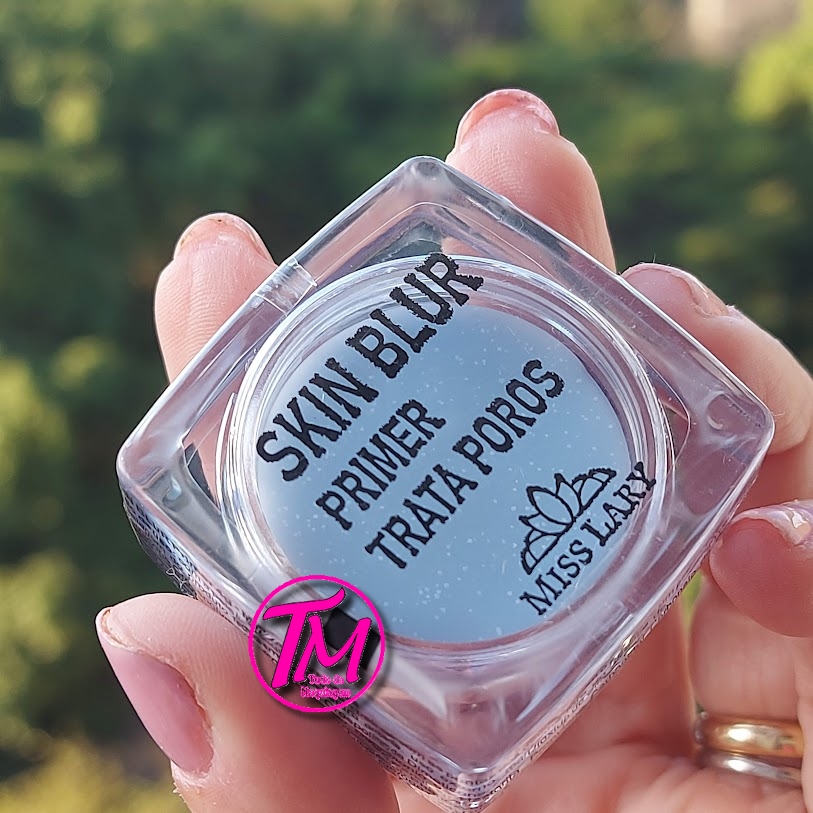 SKIN BLUR
PRIMER
TRATA POROS
MISS LARY
TM